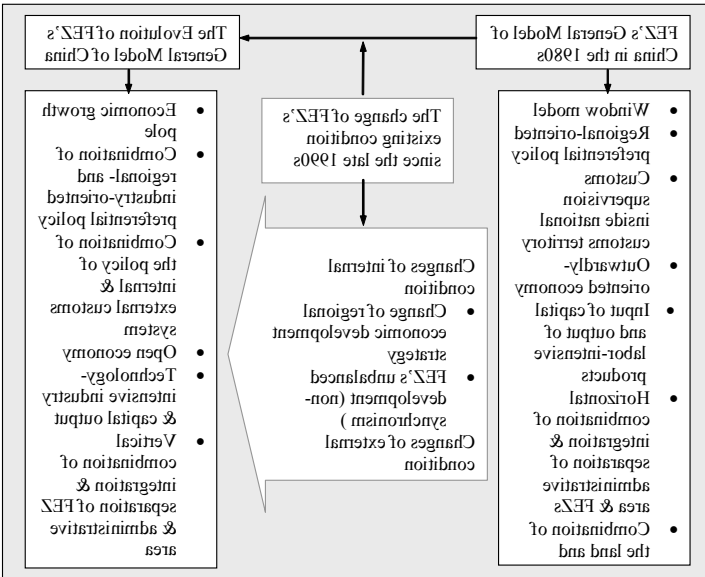 FEZ's General Model of
China in the 1980s
The Evolution of FEZ's
General Model of China
The change of FEZ's
existing condition
since the late 1990s
• Window model
• Regional-oriented
preferential policy
• Customs
supervision
inside national
customs territory
• Outwardly-
oriented economy
• Input of capital
and output of
labor-intensive
products
• Horizontal
combination of
integration &
separation of
administrative
area & FEZs
• Combination of
the land and
Changes of internal
condition
• Change of regional
economic development
strategy
• FEZ's unbalanced
development (non-
synchronism )
Changes of external
condition
• Economic growth
pole
• Combination of
regional- and
industry-oriented
preferential policy
• Combination of
the policy of
internal &
external customs
system
• Open economy
• Technology-
intensive industry
& capital output
• Vertical
combination of
integration &
separation of FEZ
& administrative
area